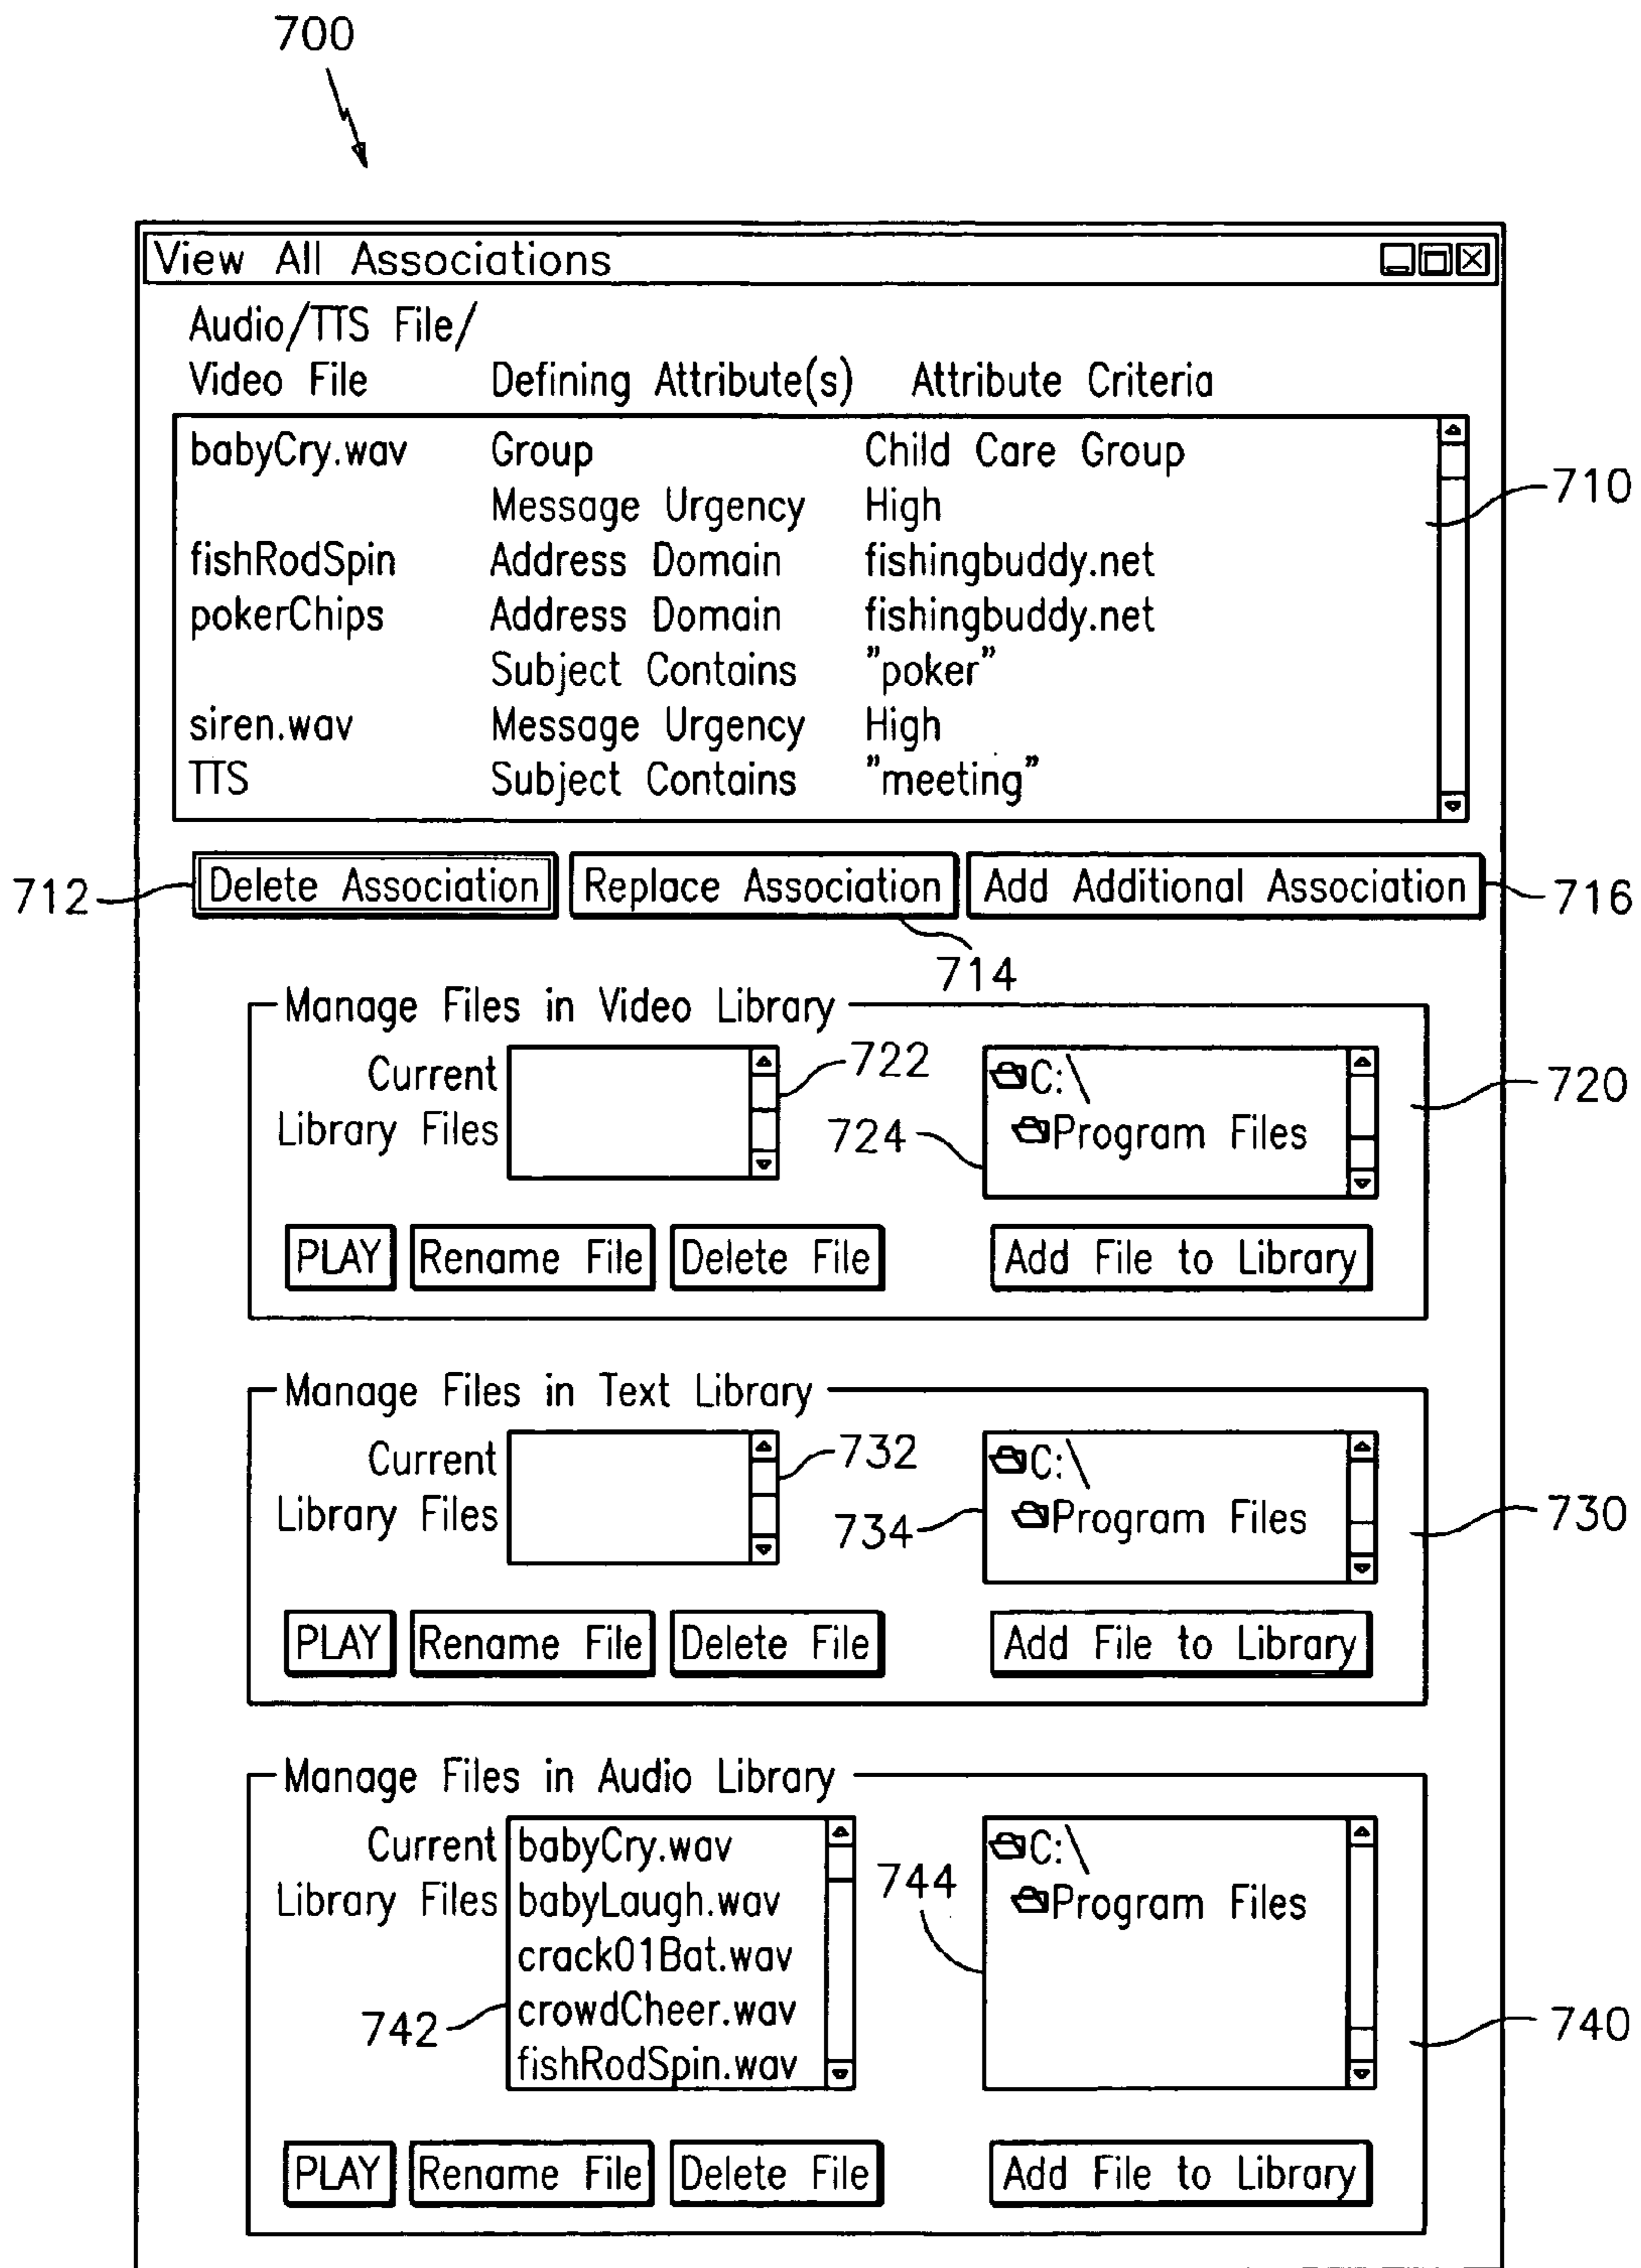 700
View All Associations
Audio/TTS File/
Video File Defining Attribute(s) Attribute Criteria
babyCry.wav Group Child Care Group
Message Urgency High
710
fishRodSpin Address Domain fishingbuddy.net
pokerChips Address Domain fishingbuddy.net
Subject Contains "poker"
siren.wav Message Urgency High
TTS Subject Contains "meeting"
712 Delete Association Replace Association Add Additional Association 716
714
Manage Files in Video Library
Current 722 C:\ 720
Library Files 724 Program Files
PLAY Rename File Delete File Add File to Library
Manage Files in Text Library
Current 732 C:\
Library Files 734 Program Files 730
PLAY Rename File Delete File Add File to Library
Manage Files in Audio Library
Current babyCry.wav C:\
744
Library Files babyLaugh.wav Program Files
crack01Bat.wav
742 crowdCheer.wav 740
fishRodSpin.wav
PLAY Rename File Delete File Add File to Library